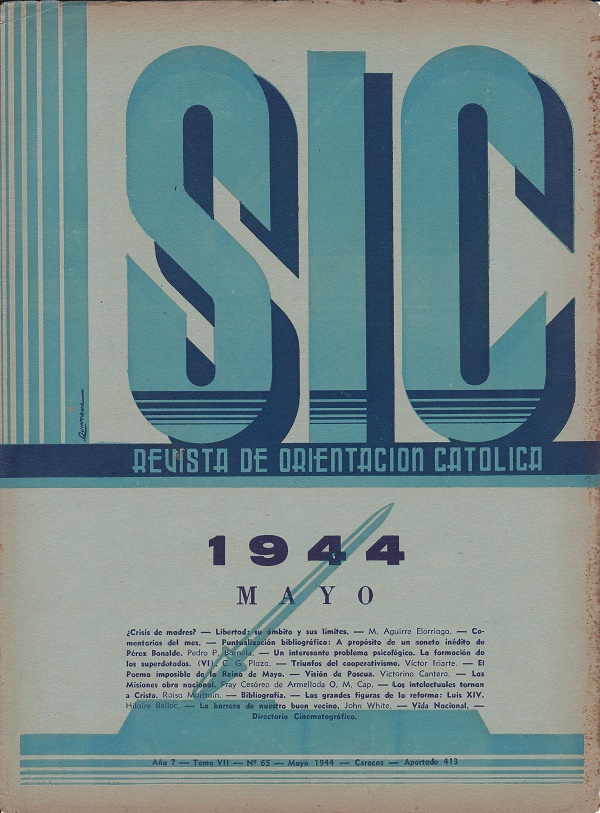 SIC
Quintana
REVISTA DE ORIENTACION CATOLICA
1944
MAYO
¿Crisis de madres? — Libertad: su ámbito y sus límites. — M. Aguirre Elorriaga. — Co-
mentarios del mes. — Puntualización bibliográfica: A propósito de un soneto inédito de
Pérez Bonalde. Pedro P. Barnola. — Un interesante problema psicológico. La formación de
los superdotados. (VI). C. G. Plaza. — Triunfos del cooperativismo. Víctor Iriarte. — El
Poema imposible de la Reina de Mayo. — Visión de Pascua. Victorino Cantera. — Las
Misiones obra nacional. Fray Cesáreo de Armellada O. M. Cap. — Los intelectuales tornan
a Cristo. Raisa Maritain. — Bibliografía. — Las grandes figuras de la reforma: Luis XIV.
Hilaire Belloc. — La barrera de nuestro buen vecino. John White. — Vida Nacional. —
Directorio Cinematográfico.
Año 7 — Tomo VII — Nº 65 — Mayo 1944 — Caracas — Apartado 413